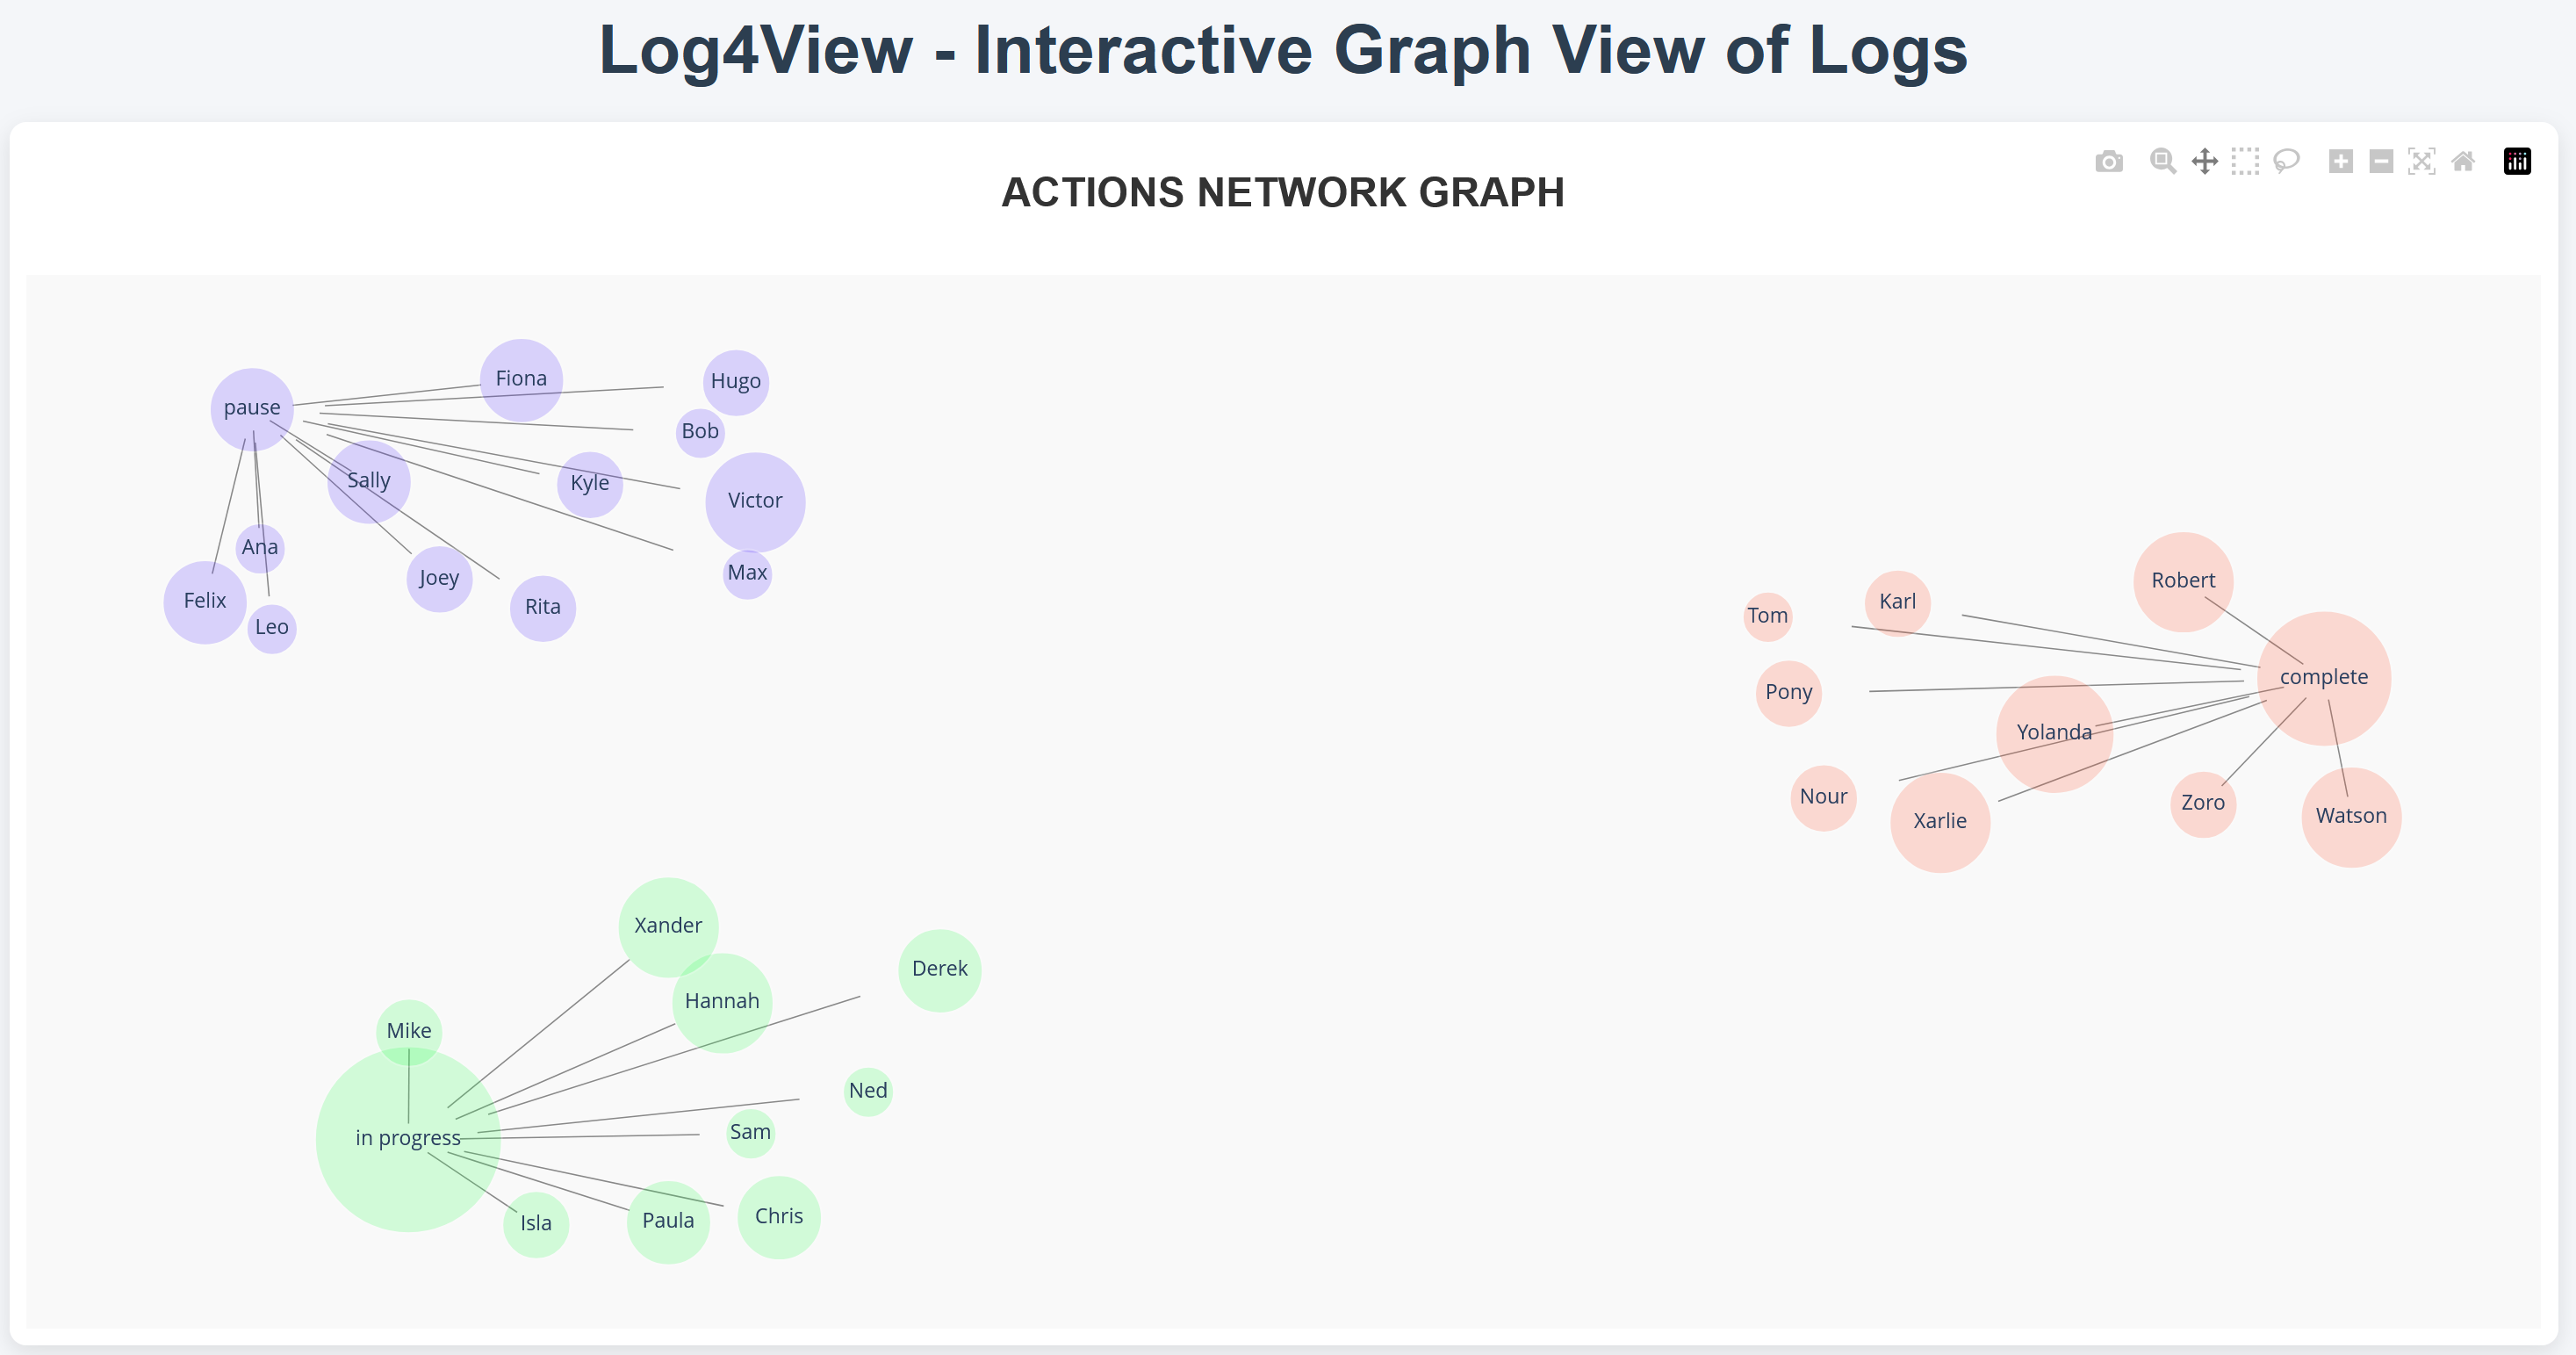 Log4View - Interactive Graph View of Logs
ACTIONS NETWORK GRAPH
pause
Fiona
Hugo
Bob
Sally
Kyle
Victor
Ana
Joey
Max
Felix
Leo
Rita
Robert
Karl
Tom
complete
Pony
Yolanda
Nour
Xarlie
Zoro
Watson
Xander
Derek
Hannah
Mike
Ned
Sam
in progress
Isla
Paula
Chris